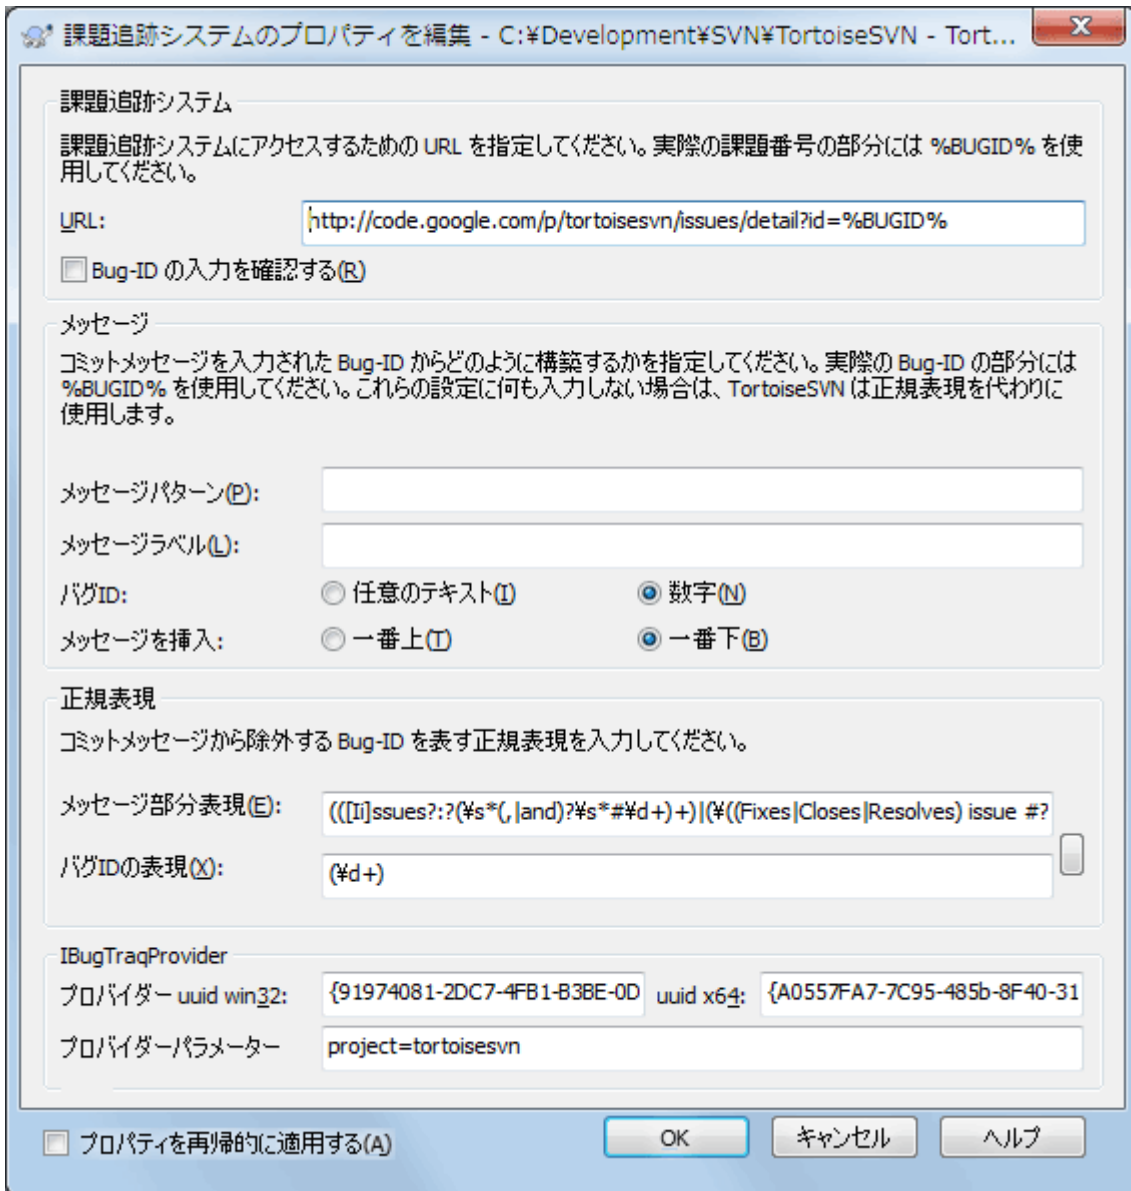 課題追跡システムのプロパティを編集 - C:¥Development¥SVN¥TortoiseSVN - Tort...
課題追跡システム
課題追跡システムにアクセスするための URL を指定してください。実際の課題番号の部分には %BUGID% を使
用してください。
URL: http://code.google.com/p/tortoisesvn/issues/detail?id=%BUGID%
Bug-ID の入力を確認する(R)
メッセージ
コミットメッセージを入力された Bug-ID からどのように構築するかを指定してください。実際の Bug-ID の部分には
%BUGID% を使用してください。これらの設定に何も入力しない場合は、TortoiseSVN は正規表現を代わりに
使用します。
メッセージパターン(P):
メッセージラベル(L):
バグID: 任意のテキスト(I) 数字(N)
メッセージを挿入: 一番上(T) 一番下(B)
正規表現
コミットメッセージから除外する Bug-ID を表す正規表現を入力してください。
メッセージ部分表現(E): (([Ii]ssues?:?(¥s*(,|and)?¥s*#¥d+)+)|(¥((Fixes|Closes|Resolves) issue #?
バグIDの表現(X): (¥d+)
IBugTraqProvider
プロバイダー uuid win32: {91974081-2DC7-4FB1-B3BE-0D uuid x64: {A0557FA7-7C95-485b-8F40-31
プロバイダーパラメーター project=tortoisesvn
プロパティを再帰的に適用する(A) OK キャンセル ヘルプ